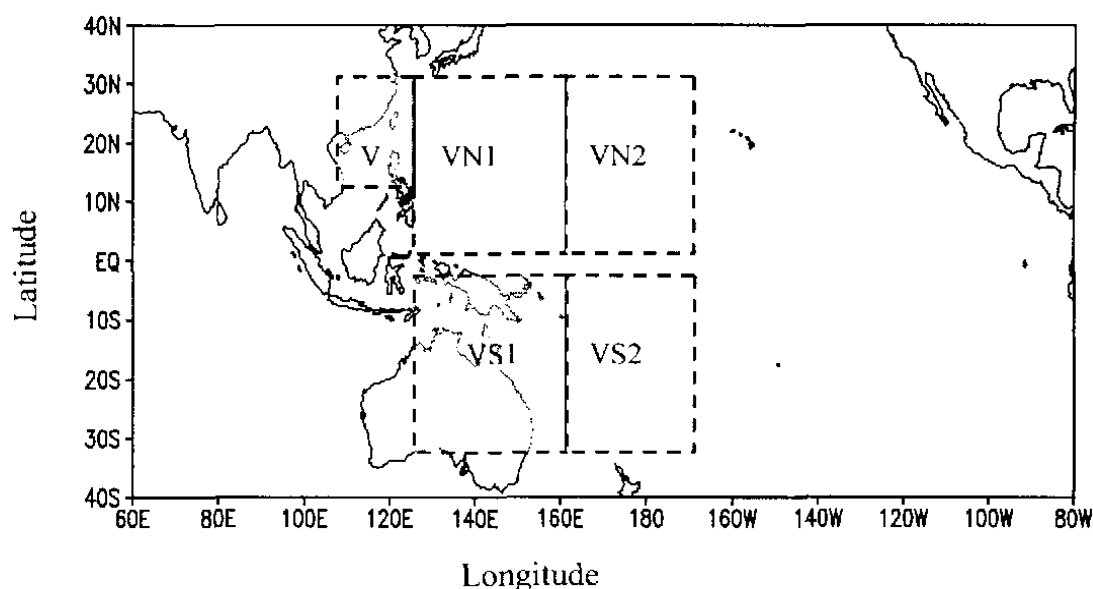 40N
30N
V VN1 VN2
20N
10N
EQ
10S
VS1 VS2
20S
30S
40S
60E 80E 100E 120E 140E 160E 180 160W 140W 120W 100W 80W
Latitude
Longitude